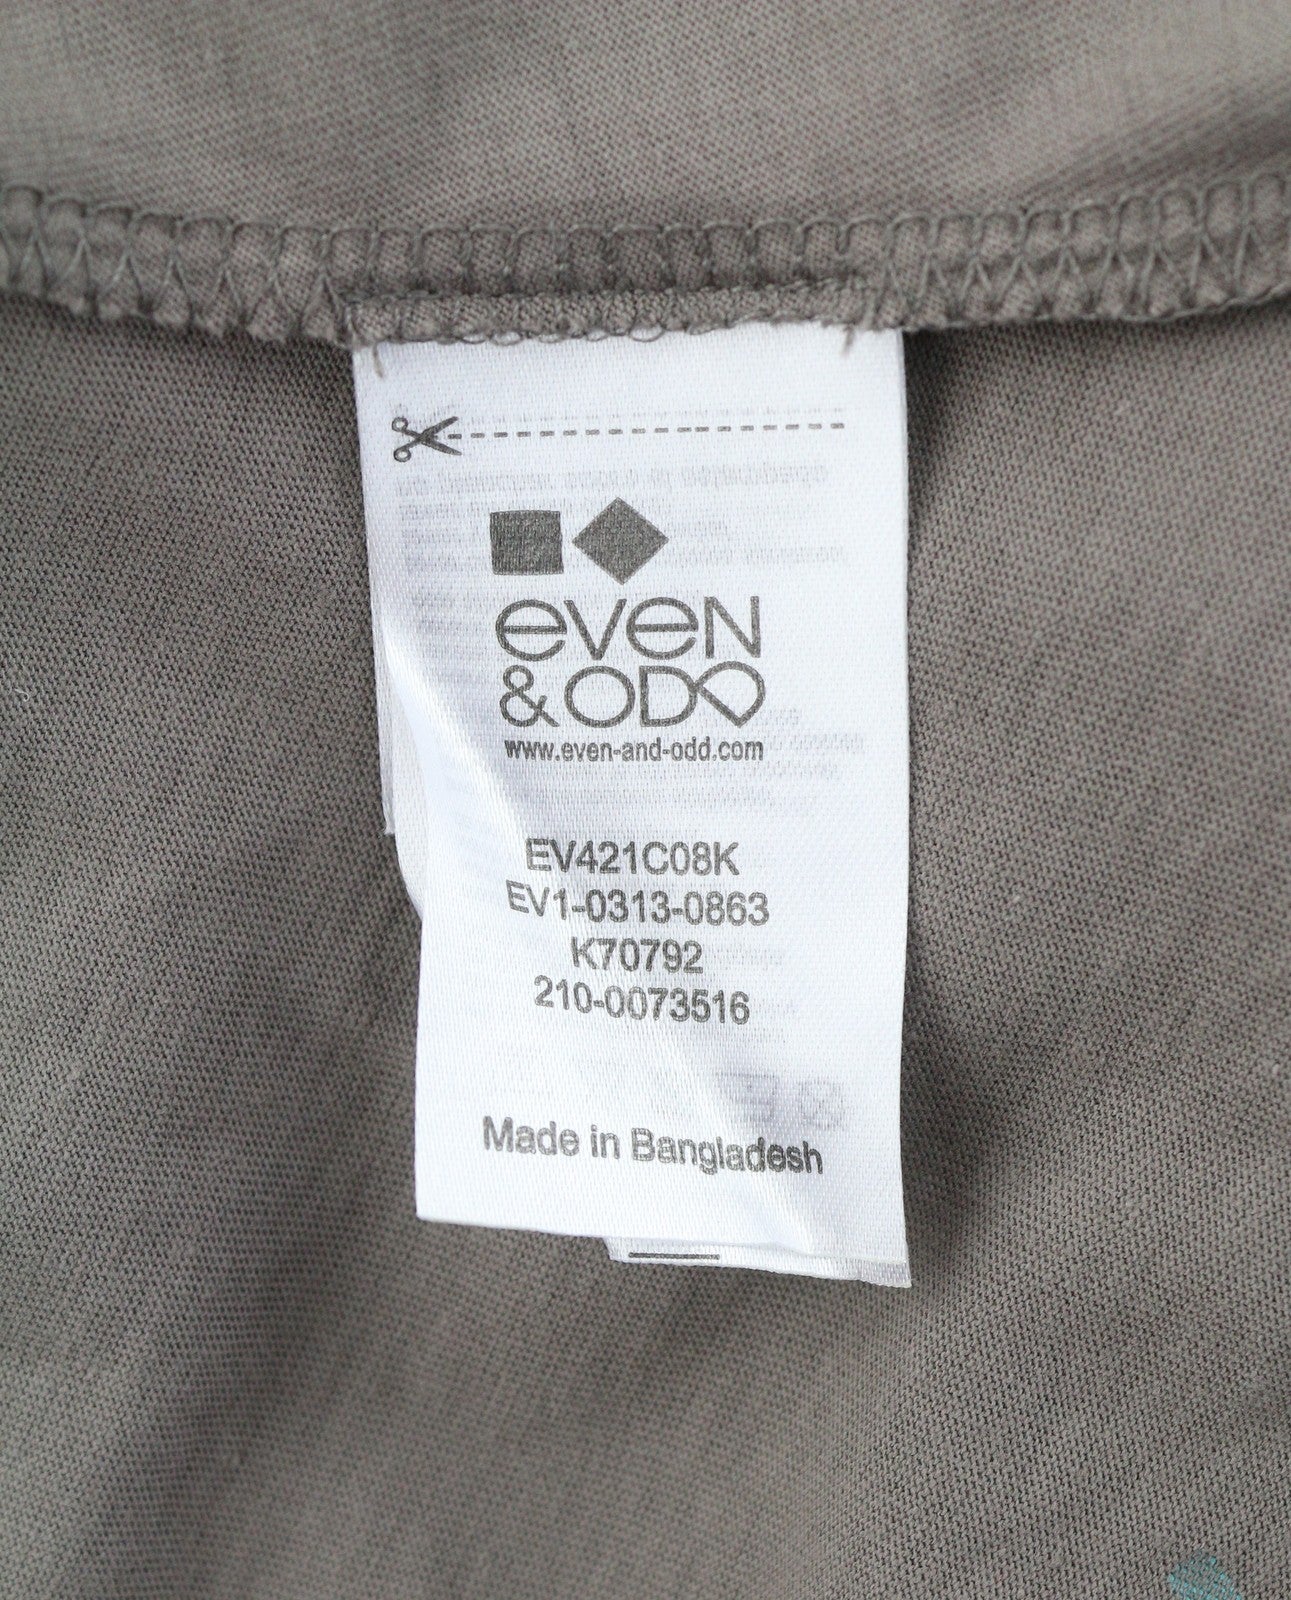 even
& ODD
www.even-and-odd.com
EV421C08K
EV1-0313-0863
K70792
210-0073516
Made in Bangladesh